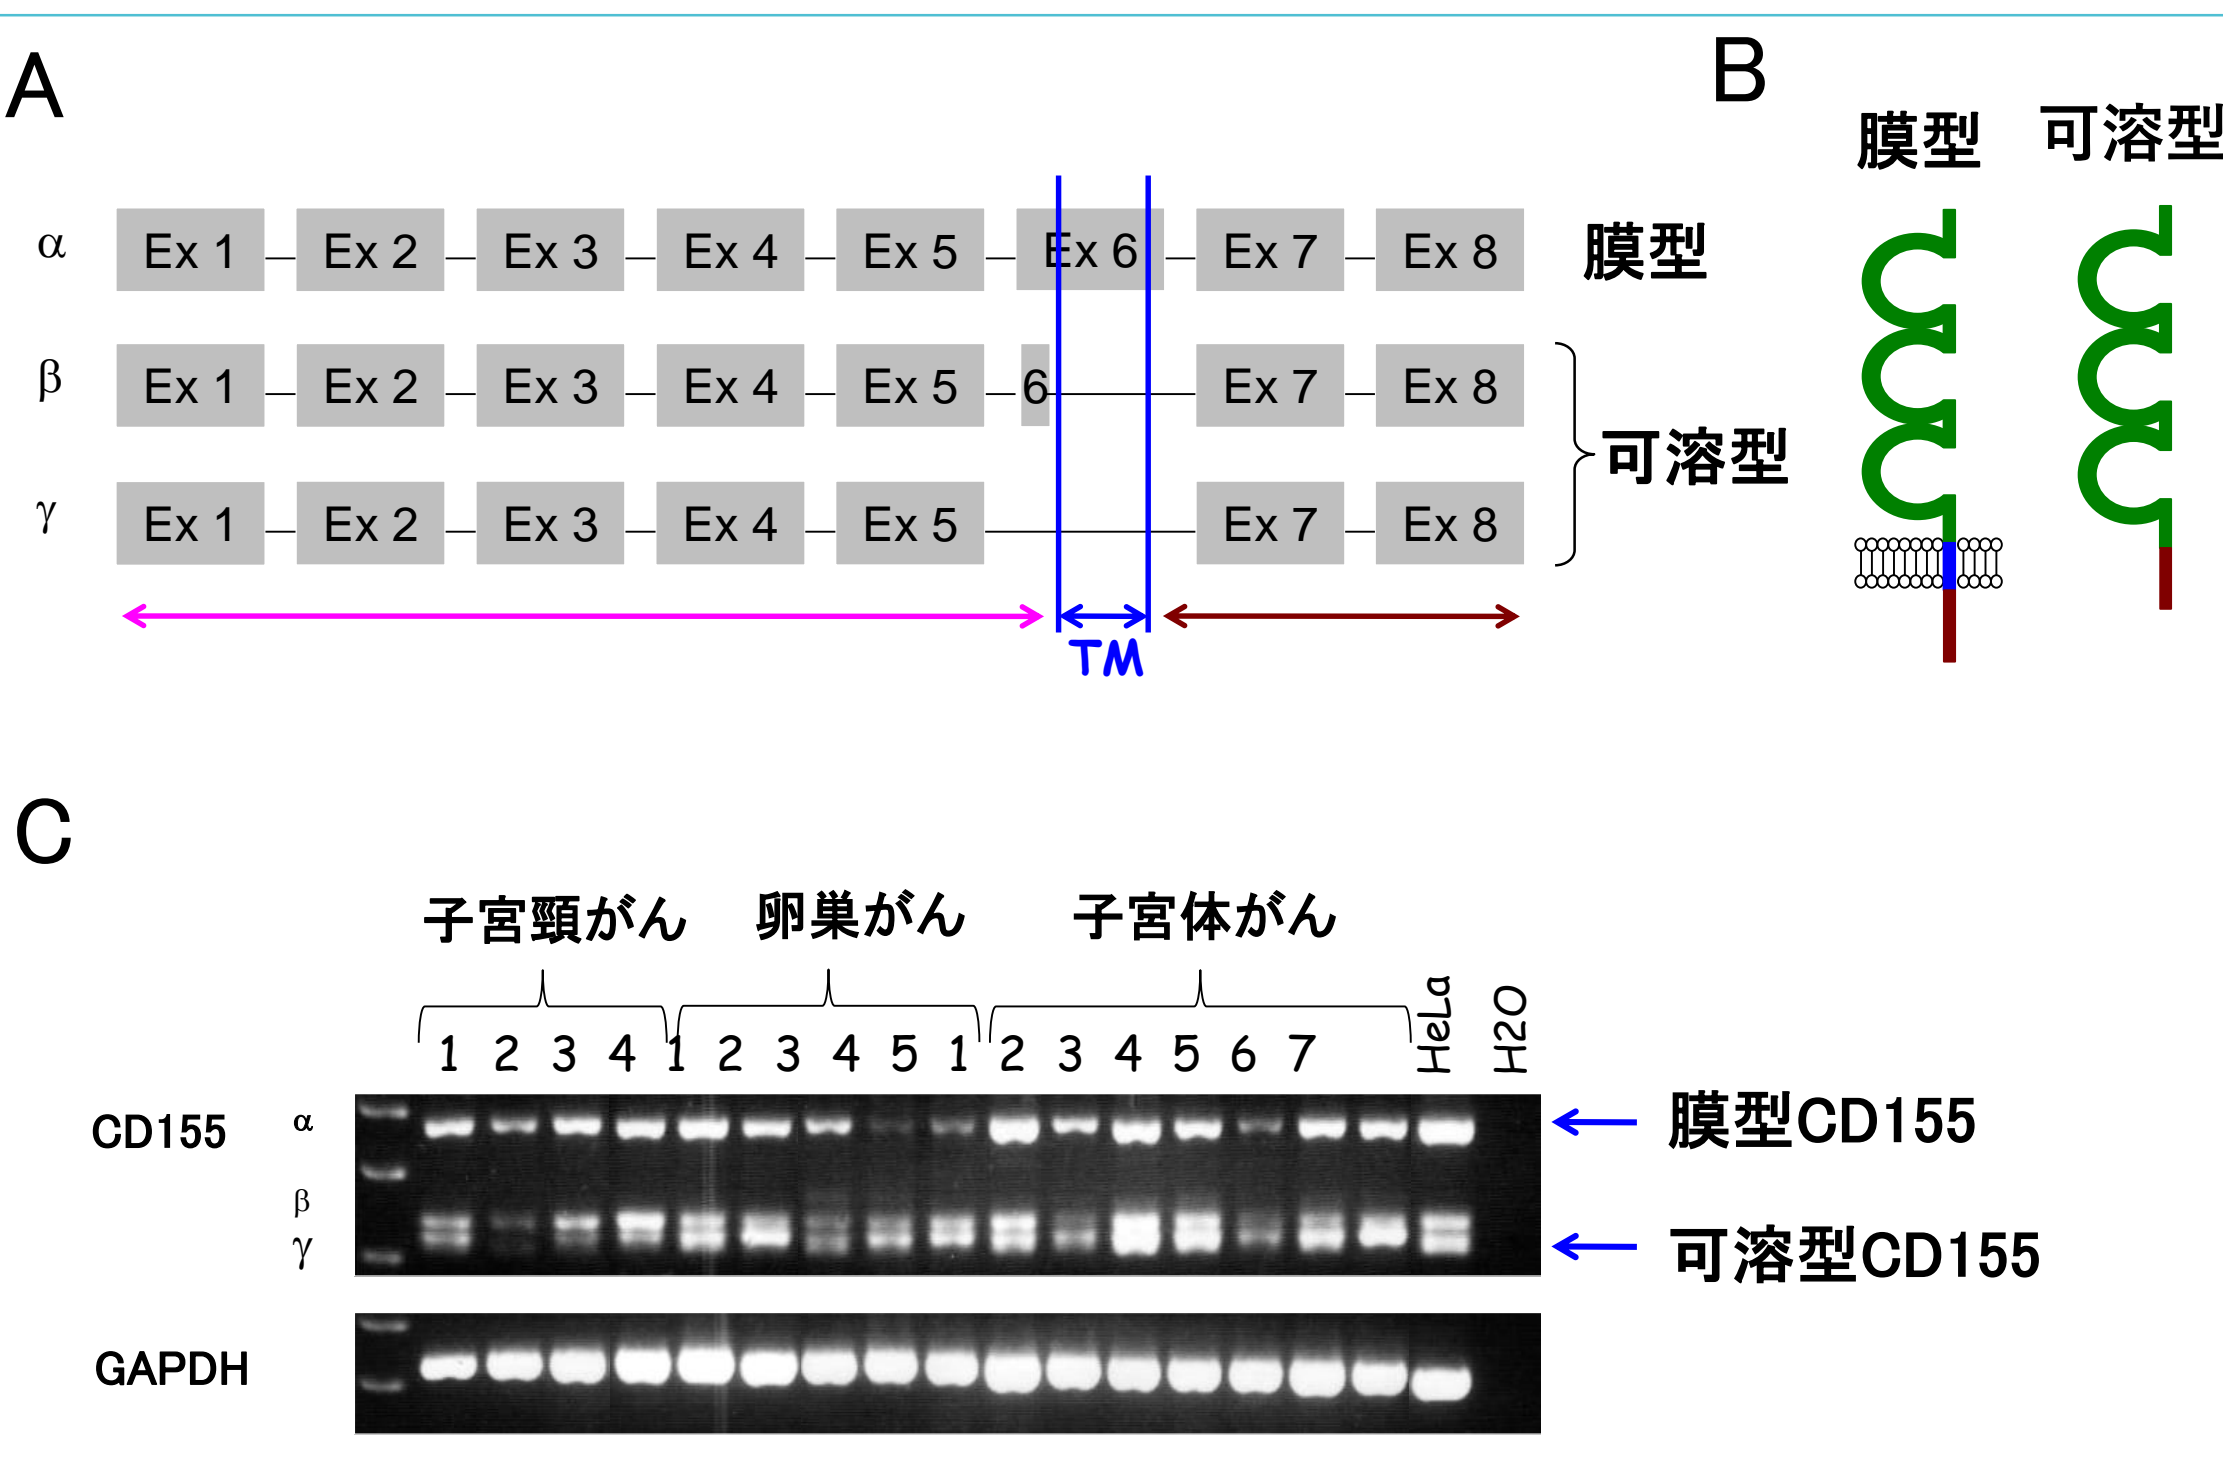 A
B
膜型 可溶型
α Ex 1 Ex 2 Ex 3 Ex 4 Ex 5 Ex 6 Ex 7 Ex 8 膜型
β Ex 1 Ex 2 Ex 3 Ex 4 Ex 5 6 Ex 7 Ex 8
可溶型
γ Ex 1 Ex 2 Ex 3 Ex 4 Ex 5 Ex 7 Ex 8
TM
C
子宮頸がん 卵巣がん 子宮体がん
1 2 3 4 1 2 3 4 5 1 2 3 4 5 6 7 HeLa H2O
CD155 α 膜型CD155
β
γ 可溶型CD155
GAPDH